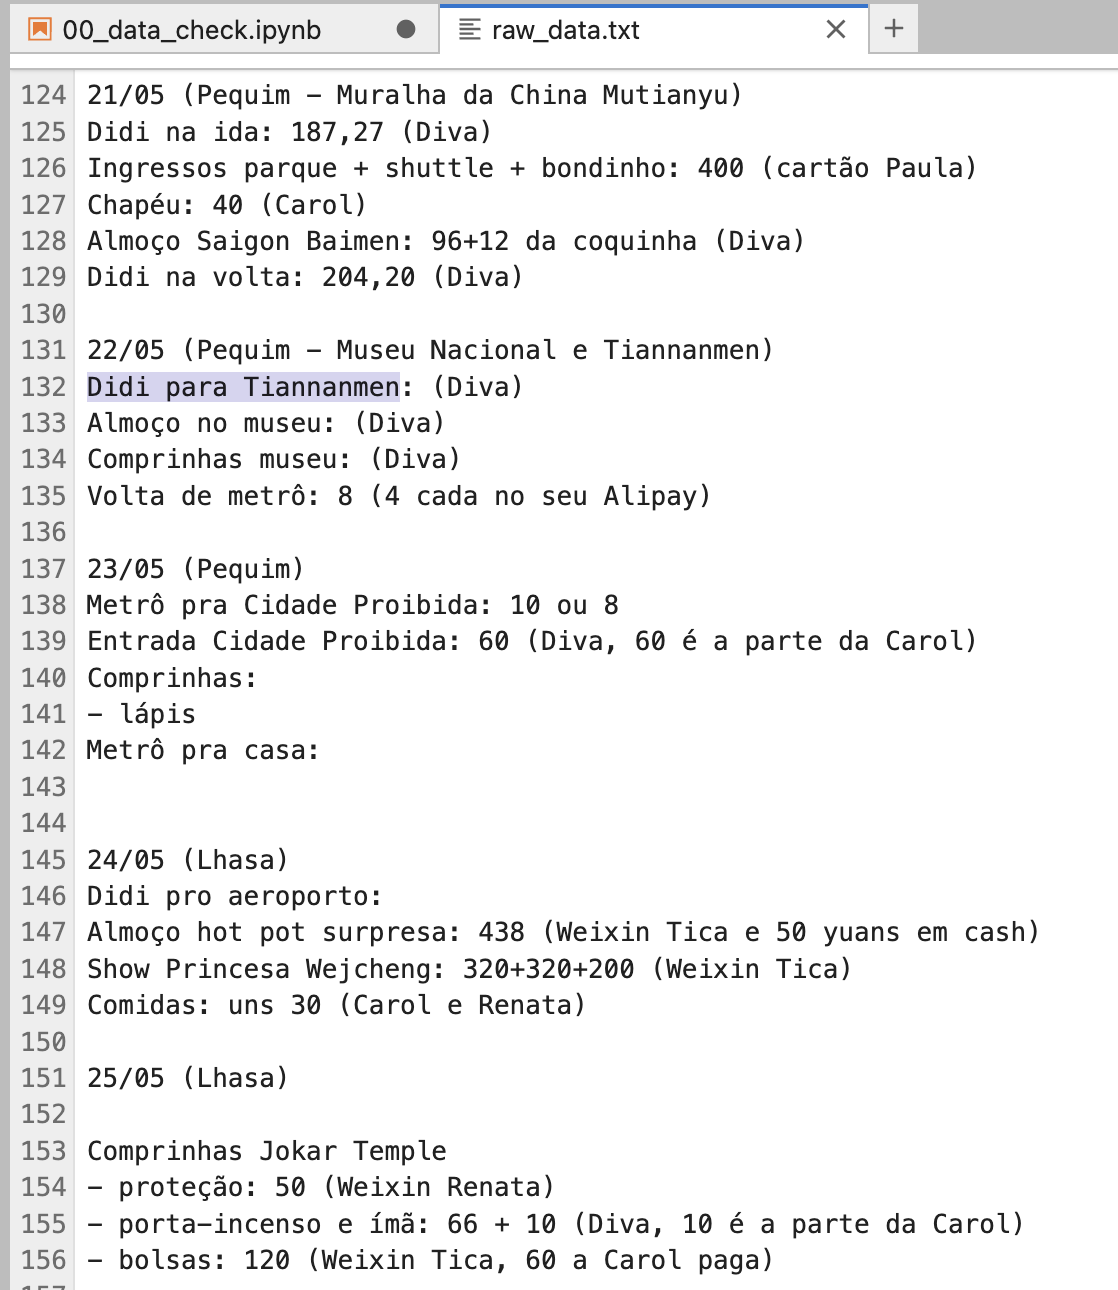 00_data_check.ipynb
raw_data.txt
124 21/05 (Pequim – Muralha da China Mutianyu)
125 Didi na ida: 187,27 (Diva)
126 Ingressos parque + shuttle + bondinho: 400 (cartão Paula)
127 Chapéu: 40 (Carol)
128 Almoço Saigon Baimen: 96+12 da coquinha (Diva)
129 Didi na volta: 204,20 (Diva)
130
131 22/05 (Pequim – Museu Nacional e Tiannanmen)
132 Didi para Tiannanmen: (Diva)
133 Almoço no museu: (Diva)
134 Comprinhas museu: (Diva)
135 Volta de metrô: 8 (4 cada no seu Alipay)
136
137 23/05 (Pequim)
138 Metrô pra Cidade Proibida: 10 ou 8
139 Entrada Cidade Proibida: 60 (Diva, 60 é a parte da Carol)
140 Comprinhas:
141 – lápis
142 Metrô pra casa:
143
144
145 24/05 (Lhasa)
146 Didi pro aeroporto:
147 Almoço hot pot surpresa: 438 (Weixin Tica e 50 yuans em cash)
148 Show Princesa Wejcheng: 320+320+200 (Weixin Tica)
149 Comidas: uns 30 (Carol e Renata)
150
151 25/05 (Lhasa)
152
153 Comprinhas Jokar Temple
154 – proteção: 50 (Weixin Renata)
155 – porta-incenso e ímã: 66 + 10 (Diva, 10 é a parte da Carol)
156 – bolsas: 120 (Weixin Tica, 60 a Carol paga)